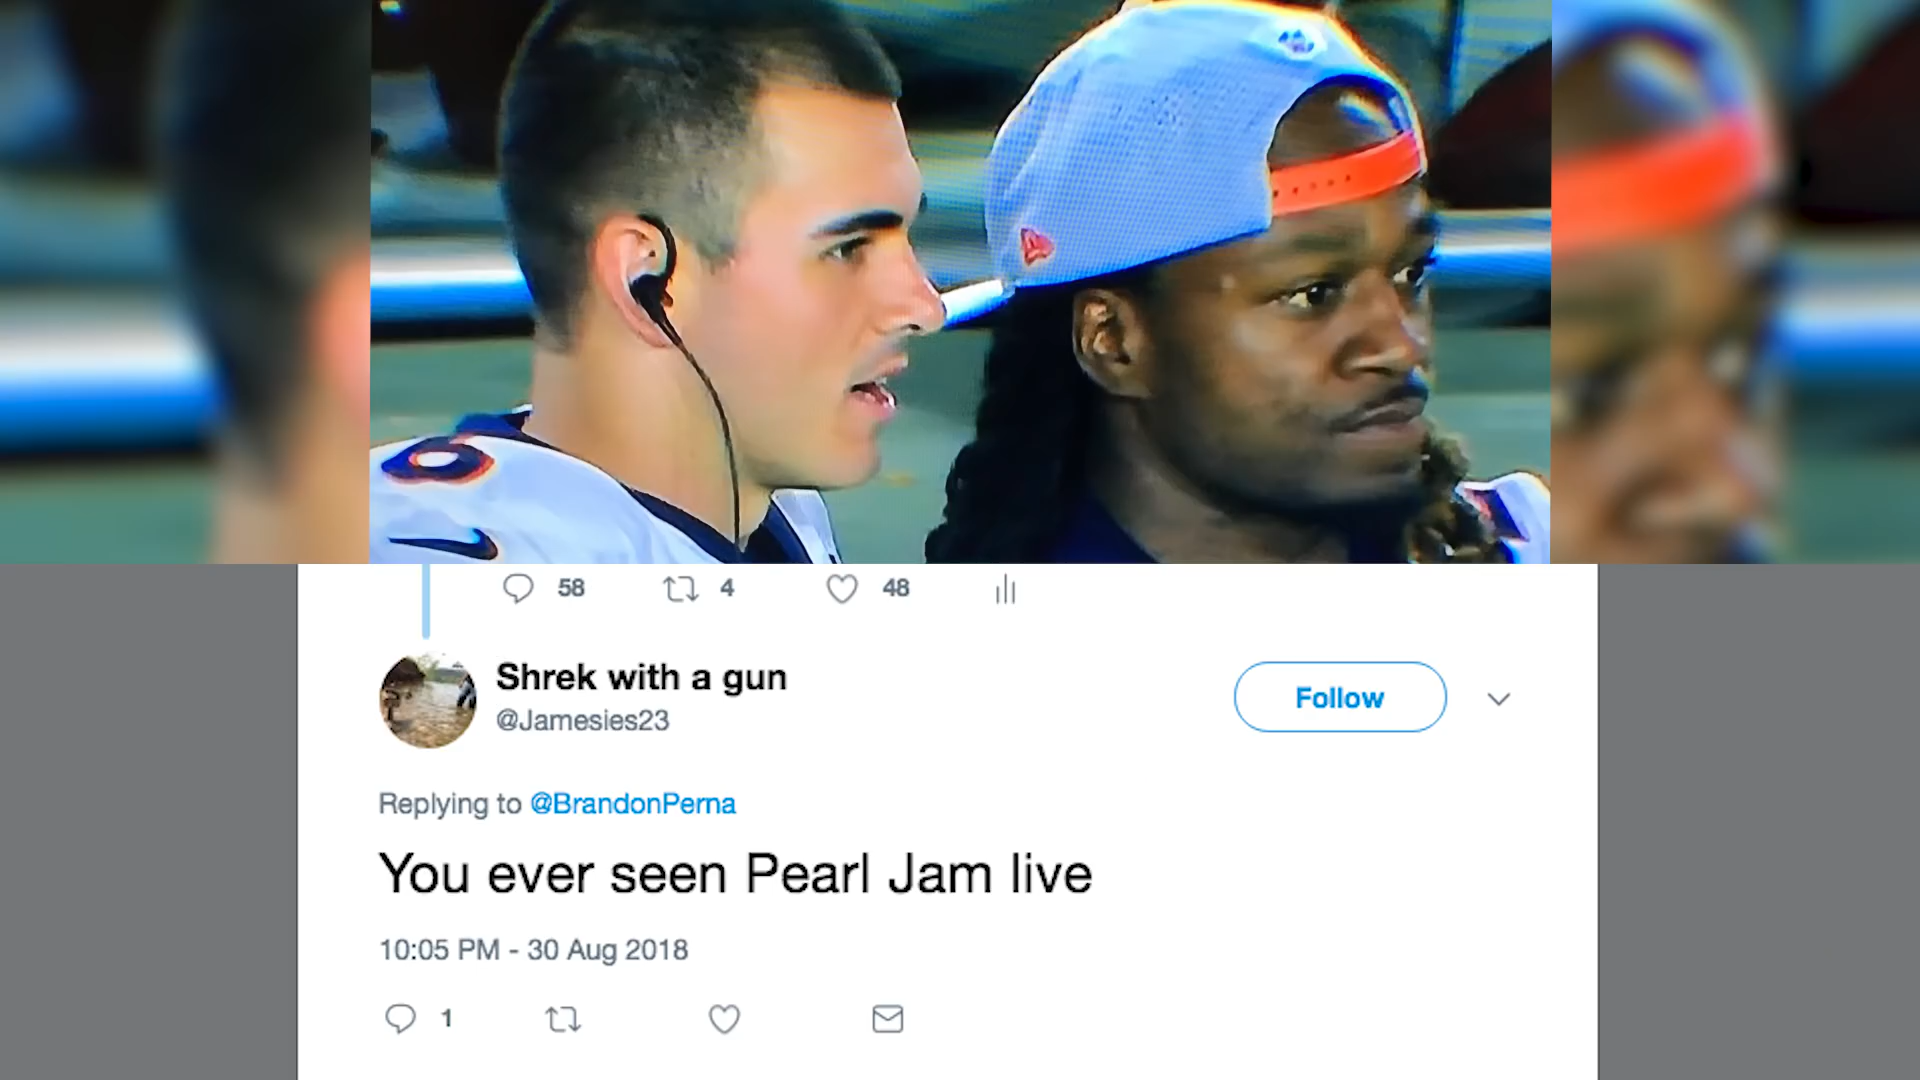 6
58 4 48
Shrek with a gun
@Jamesies23
Follow
Replying to @BrandonPerna
You ever seen Pearl Jam live
10:05 PM - 30 Aug 2018
1